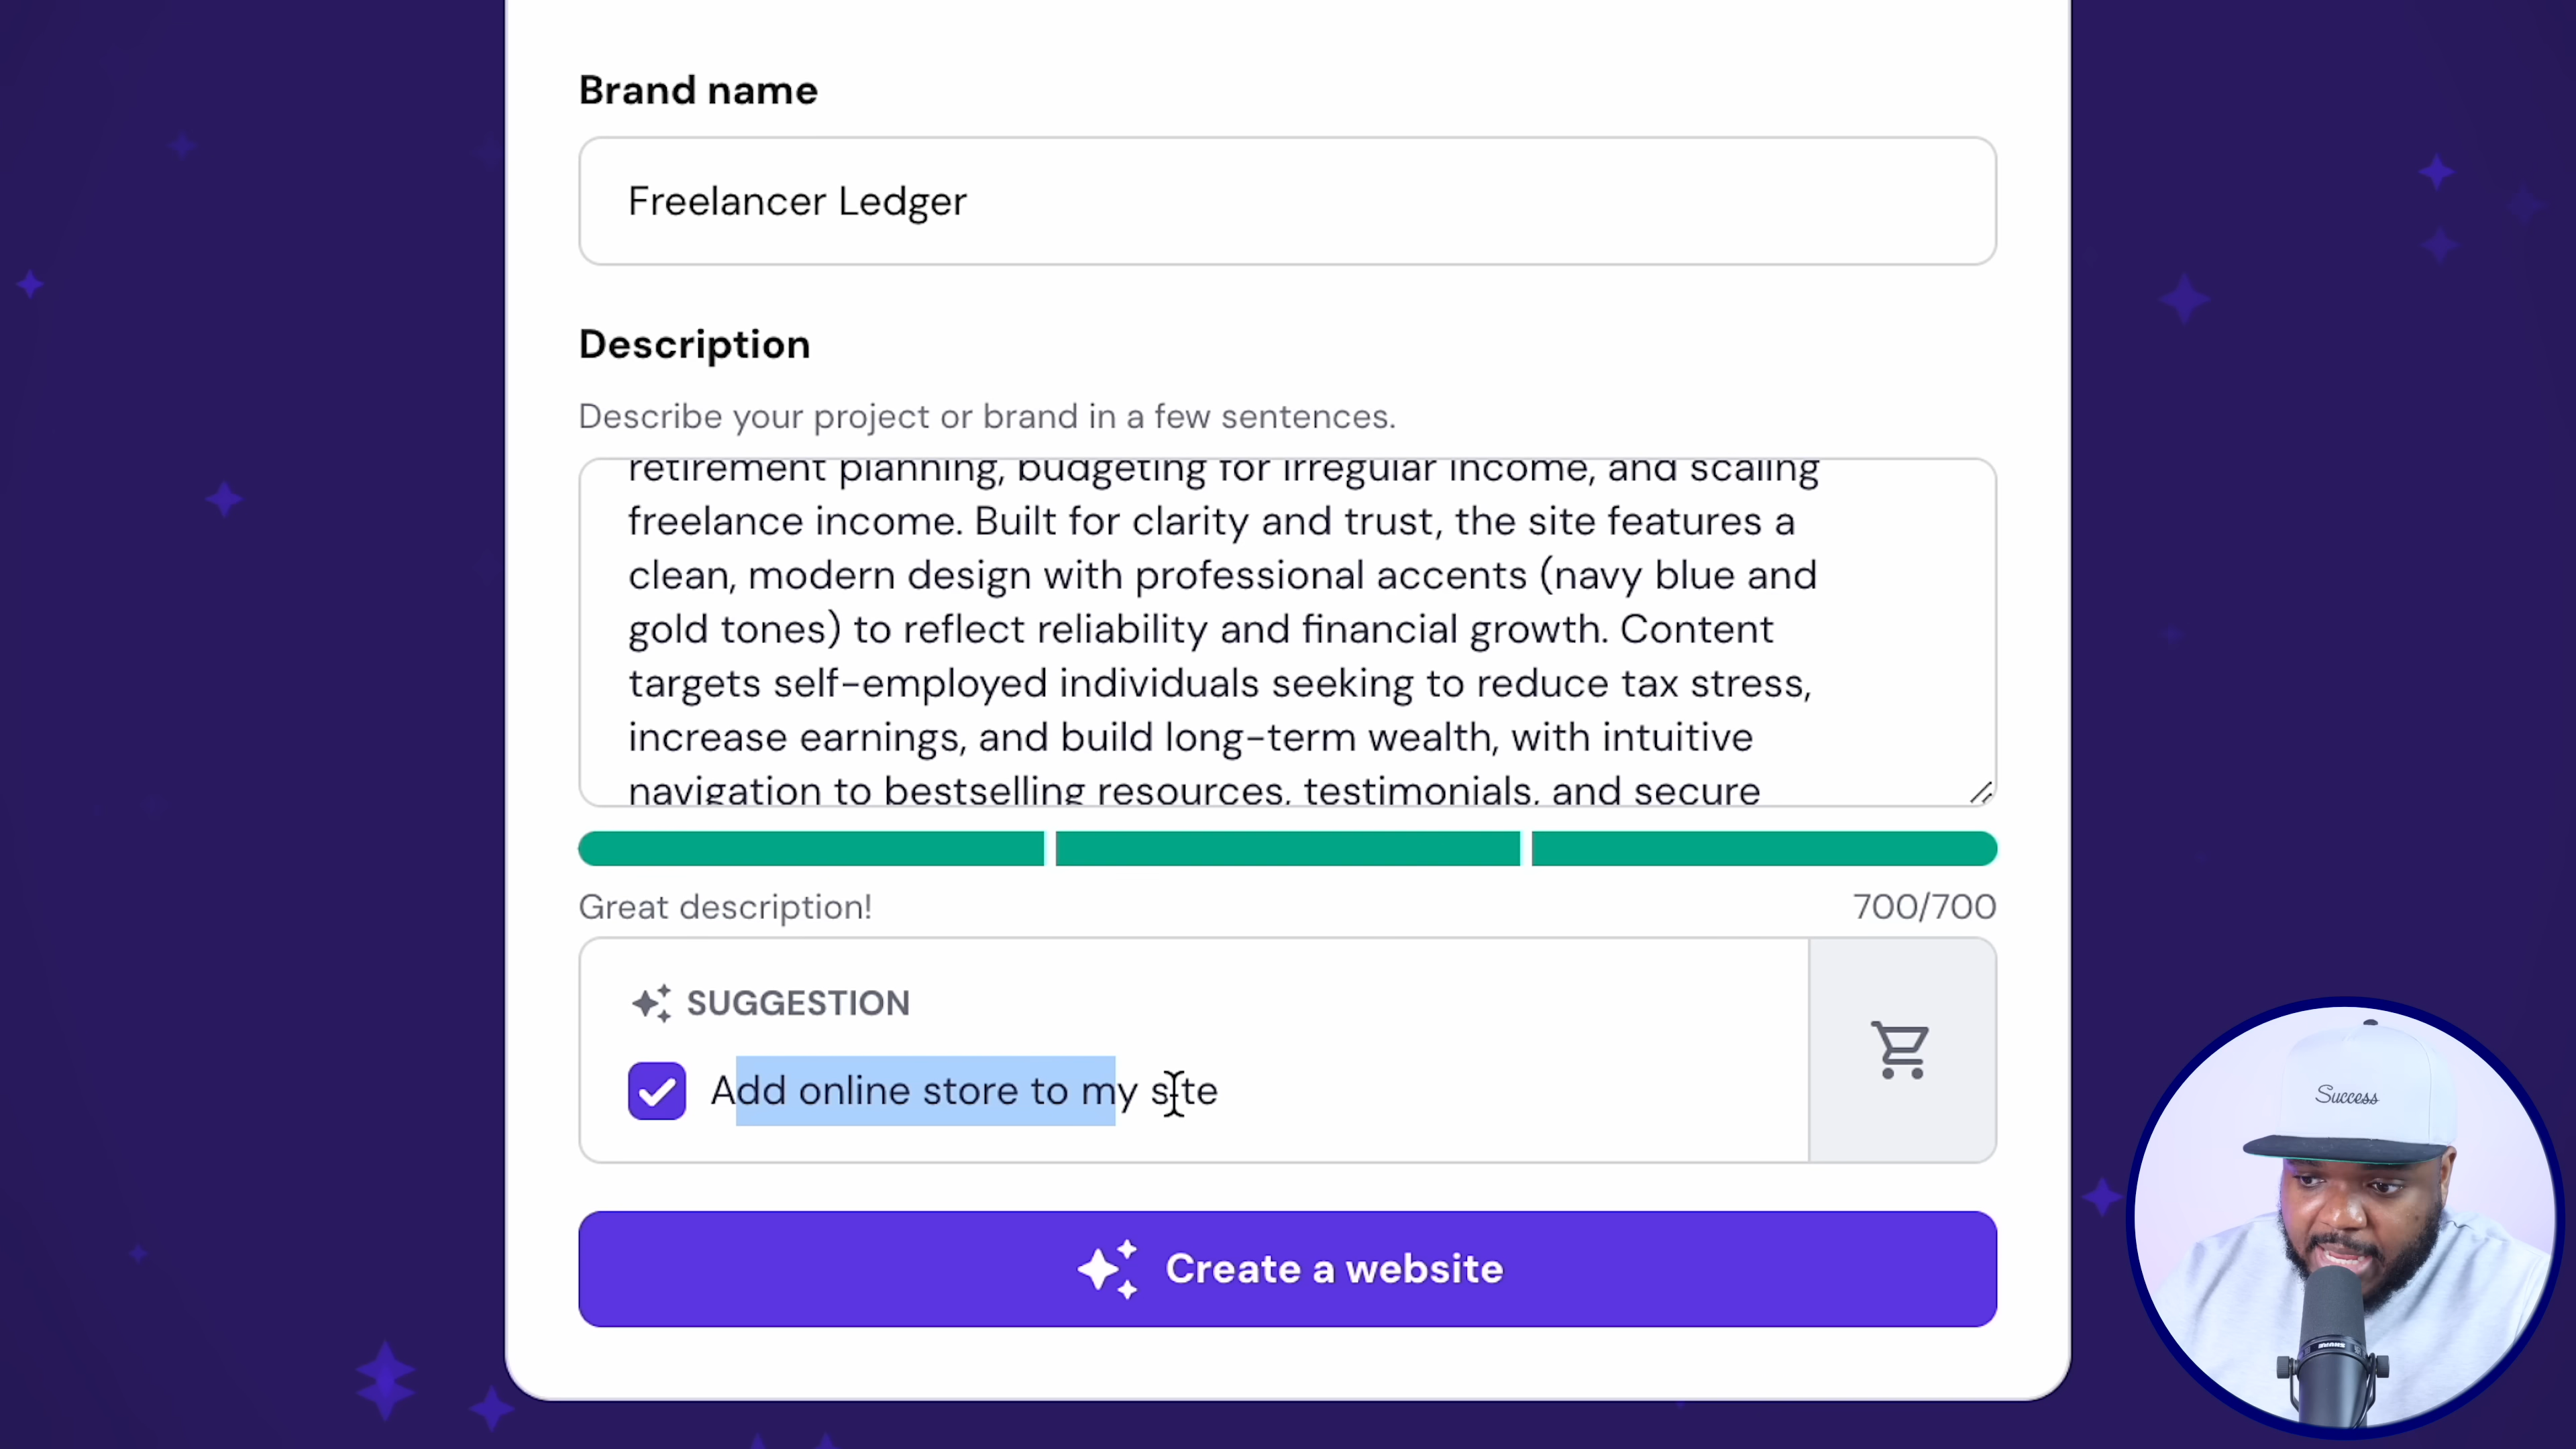 Brand name
Freelancer Ledger
Description
Describe your project or brand in a few sentences.
retirement planning, budgeting for irregular income, and scaling
freelance income. Built for clarity and trust, the site features a
clean, modern design with professional accents (navy blue and
gold tones) to reflect reliability and financial growth. Content
targets self-employed individuals seeking to reduce tax stress,
increase earnings, and build long-term wealth, with intuitive
navigation to bestselling resources, testimonials, and secure
Great description!
700/700
SUGGESTION
Add online store to my site
Create a website
Success